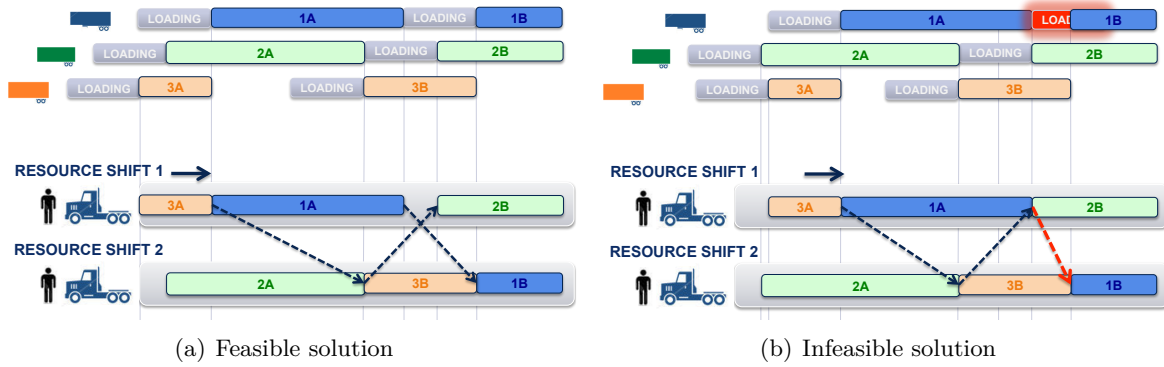 LOADING 1A LOADING 1B
LOADING 2A LOADING 2B
LOADING 3A LOADING 3B
RESOURCE SHIFT 1
3A 1A 2B
RESOURCE SHIFT 2
2A 3B 1B
(a) Feasible solution
LOADING 1A LOAD 1B
LOADING 2A LOADING 2B
LOADING 3A LOADING 3B
RESOURCE SHIFT 1
3A 1A 2B
RESOURCE SHIFT 2
2A 3B 1B
(b) Infeasible solution